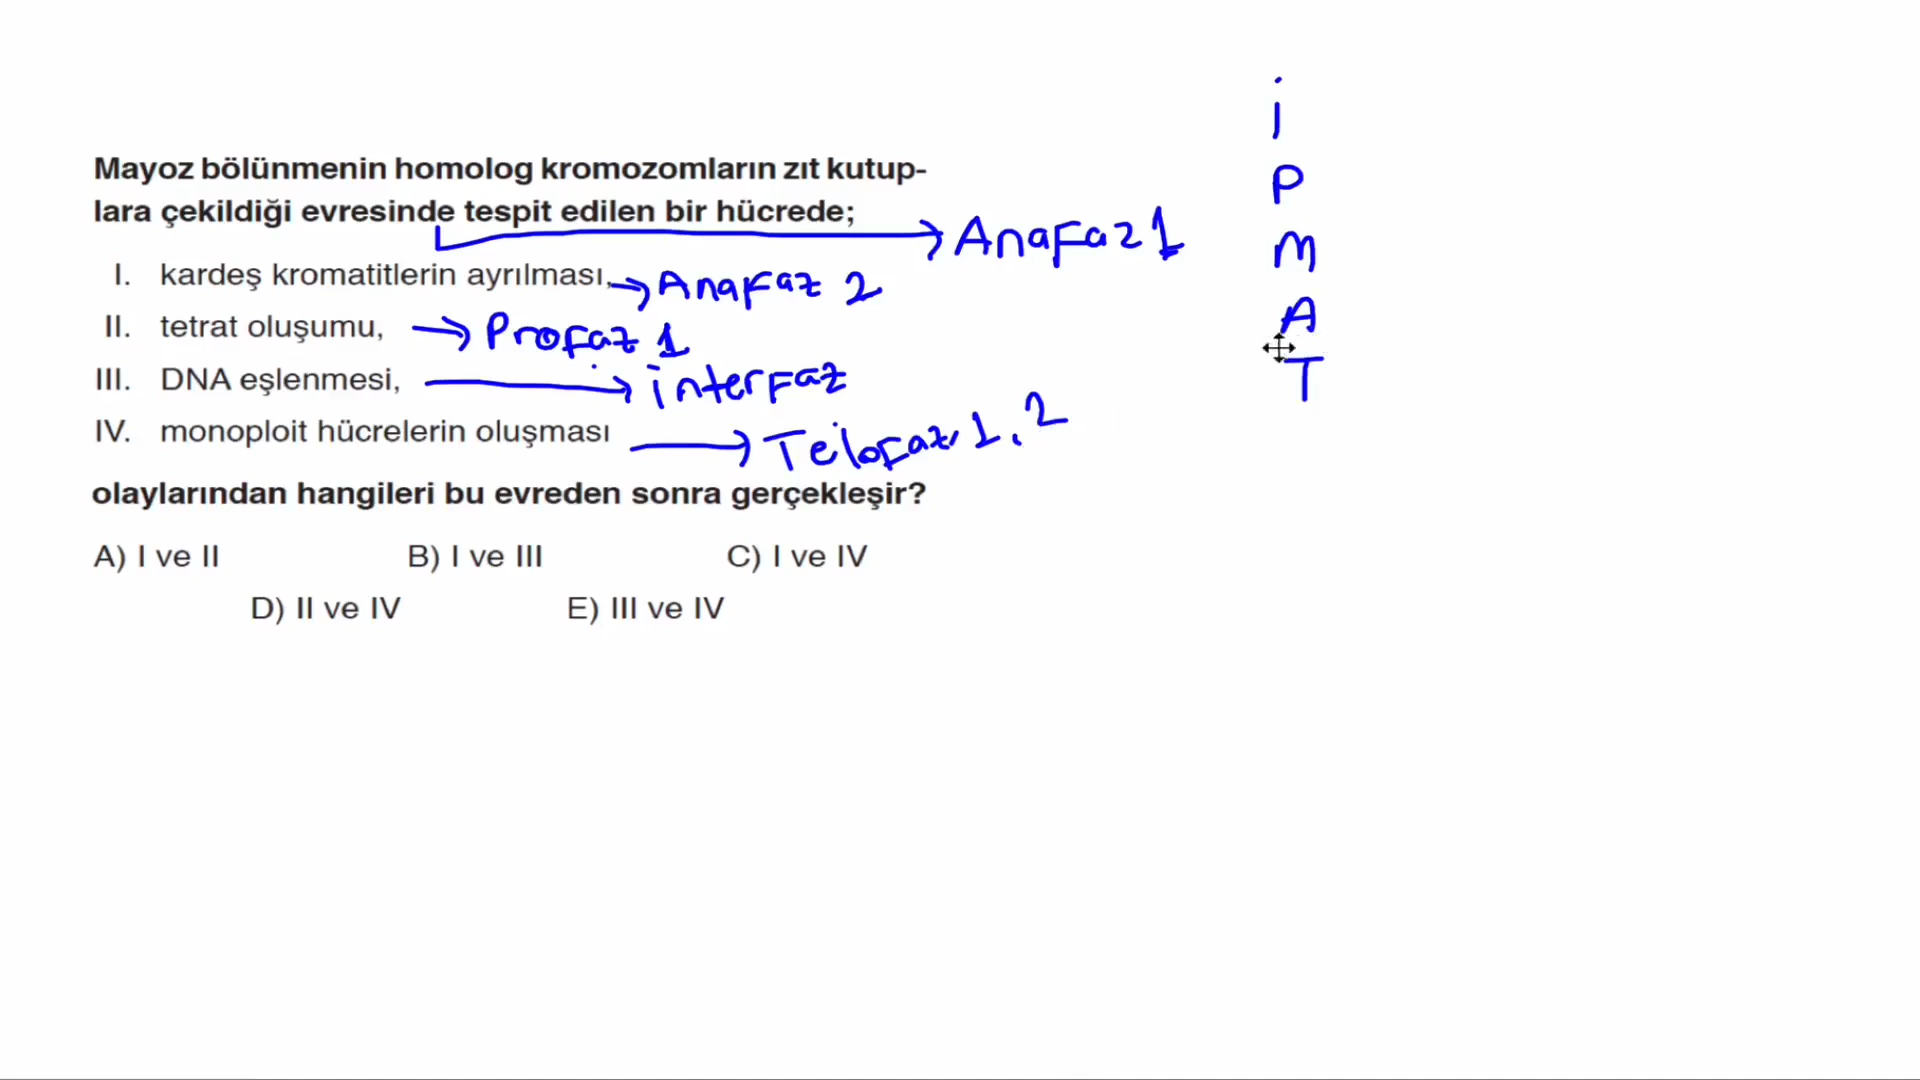 Mayoz bölünmenin homolog kromozomların zıt kutup-
lara çekildiği evresinde tespit edilen bir hücrede;
Anafaz 1
I. kardeş kromatitlerin ayrılması,
Anafaz 2
II. tetrat oluşumu,
Profaz 1
III. DNA eşlenmesi,
interfaz
IV. monoploit hücrelerin oluşması
Telofaz 1, 2
olaylarından hangileri bu evreden sonra gerçekleşir?
A) I ve II B) I ve III C) I ve IV
D) II ve IV E) III ve IV
i
P
M
A
T